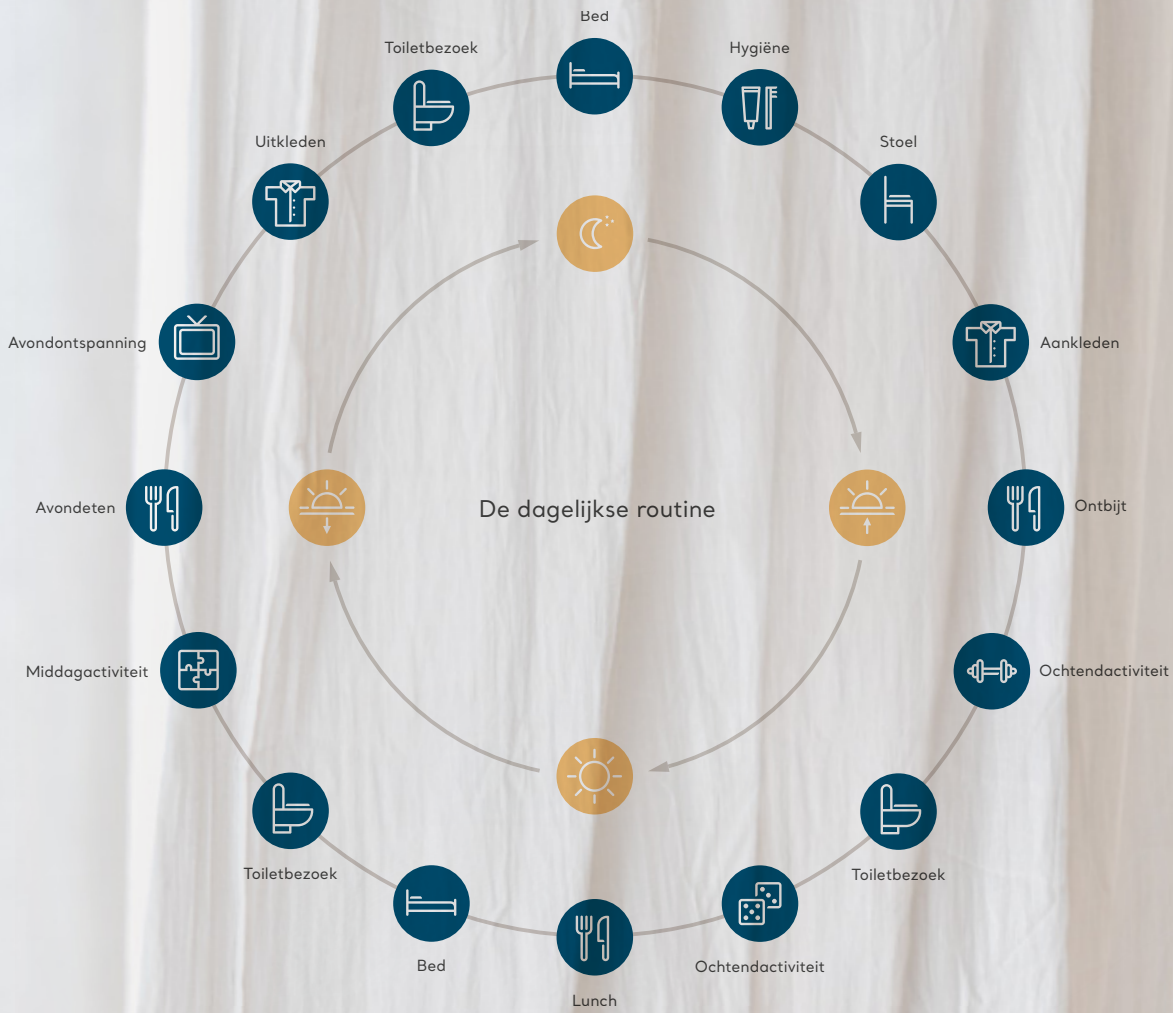 Bed
Hygiëne
Stoel
Aankleden
Ontbijt
Ochtendactiviteit
Toiletbezoek
Ochtendactiviteit
Lunch
Bed
Toiletbezoek
Middagactiviteit
Avondeten
Avondontspanning
Uitkleden
Toiletbezoek
De dagelijkse routine